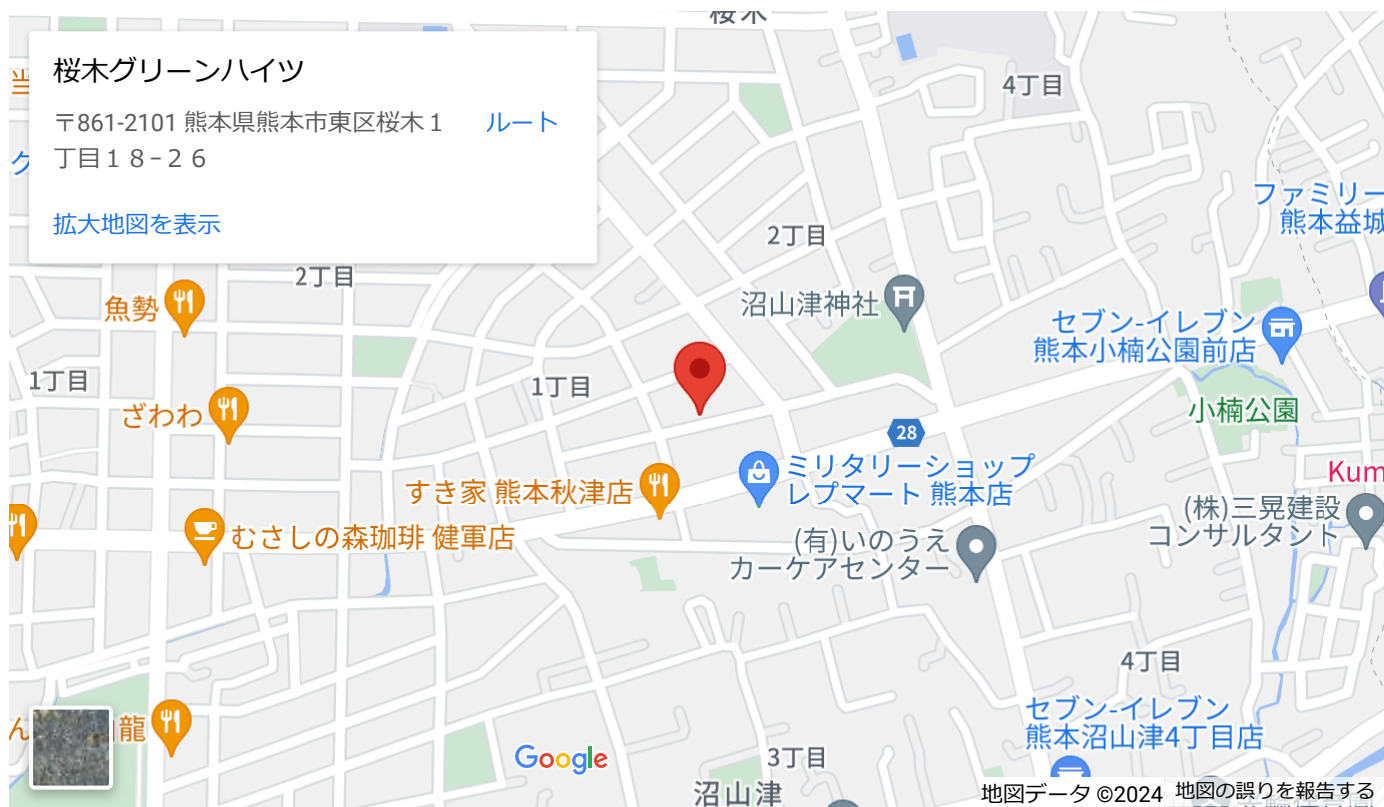 桜木
桜木グリーンハイツ
〒861-2101 熊本県熊本市東区桜木1
丁目18−26
ルート
拡大地図を表示
当
ク
4丁目
ファミリー
熊本益城
2丁目
2丁目
魚勢
沼山津神社
セブン-イレブン
熊本小楠公園前店
1丁目
1丁目
ざわわ
小楠公園
28
すき家 熊本秋津店
ミリタリーショップ
レプマート 熊本店
Kum
(株)三晃建設
コンサルタント
むさしの森珈琲 健軍店
(有)いのうえ
カーケアセンター
4丁目
セブン-イレブン
熊本沼山津4丁目店
ん
龍
Google
3丁目
沼山津
地図データ ©2024
地図の誤りを報告する